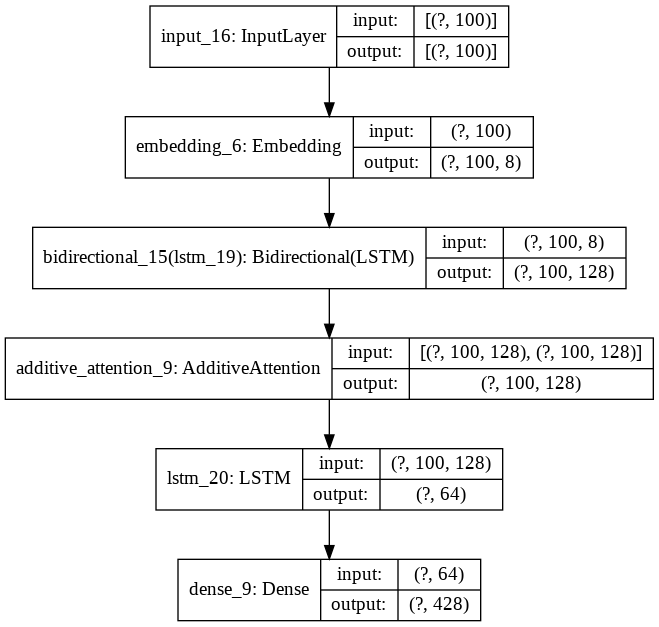 input_16: InputLayer
input: [(?, 100)]
output: [(?, 100)]
embedding_6: Embedding
input: (?, 100)
output: (?, 100, 8)
bidirectional_15(lstm_19): Bidirectional(LSTM)
input: (?, 100, 8)
output: (?, 100, 128)
additive_attention_9: AdditiveAttention
input: [(?, 100, 128), (?, 100, 128)]
output: (?, 100, 128)
lstm_20: LSTM
input: (?, 100, 128)
output: (?, 64)
dense_9: Dense
input: (?, 64)
output: (?, 428)